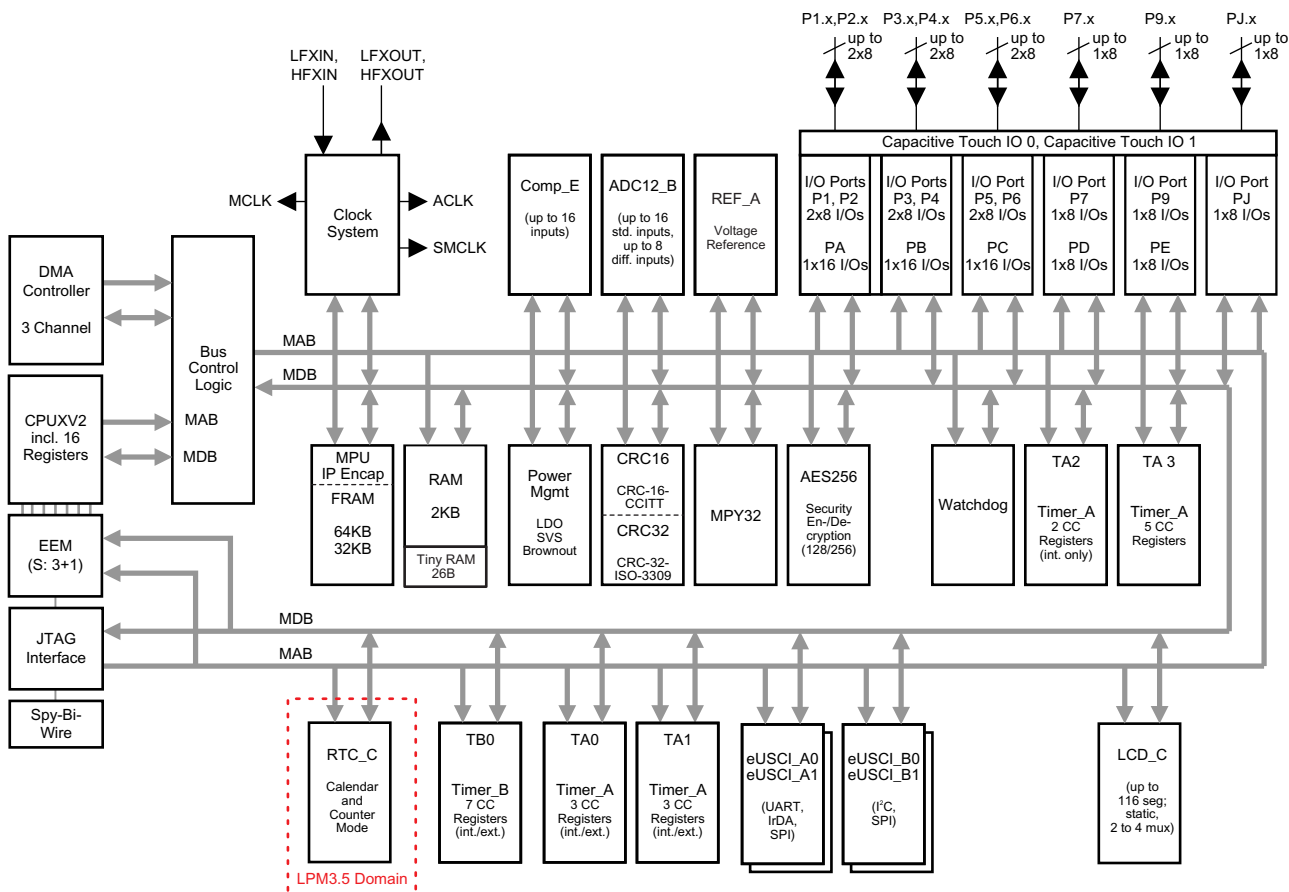 P1.x,P2.x
P3.x,P4.x
P5.x,P6.x
P7.x
P9.x
PJ.x
up to
2x8
up to
2x8
up to
2x8
up to
1x8
up to
1x8
up to
1x8
LFXIN,
HFXIN
LFXOUT,
HFXOUT
Capacitive Touch IO 0, Capacitive Touch IO 1
MCLK
Clock
System
ACLK
SMCLK
Comp_E
(up to 16
inputs)
ADC12_B
(up to 16
std. inputs,
up to 8
diff. inputs)
REF_A
Voltage
Reference
I/O Ports
P1, P2
2x8 I/Os
PA
1x16 I/Os
I/O Ports
P3, P4
2x8 I/Os
PB
1x16 I/Os
I/O Port
P5, P6
2x8 I/Os
PC
1x16 I/Os
I/O Port
P7
1x8 I/Os
PD
1x8 I/Os
I/O Port
P9
1x8 I/Os
PE
1x8 I/Os
I/O Port
PJ
1x8 I/Os
DMA
Controller
3 Channel
Bus
Control
Logic
MAB
MDB
MAB
MDB
CPUXV2
incl. 16
Registers
MPU
IP Encap
FRAM
64KB
32KB
RAM
2KB
Tiny RAM
26B
Power
Mgmt
LDO
SVS
Brownout
CRC16
CRC-16-
CCITT
CRC32
CRC-32-
ISO-3309
MPY32
AES256
Security
En-/De-
cryption
(128/256)
Watchdog
TA2
Timer_A
2 CC
Registers
(int. only)
TA 3
Timer_A
5 CC
Registers
EEM
(S: 3+1)
JTAG
Interface
Spy-Bi-
Wire
MDB
MAB
RTC_C
Calendar
and
Counter
Mode
LPM3.5 Domain
TB0
Timer_B
7 CC
Registers
(int./ext.)
TA0
Timer_A
3 CC
Registers
(int./ext.)
TA1
Timer_A
3 CC
Registers
(int./ext.)
eUSCI_A0
eUSCI_A1
(UART,
IrDA,
SPI)
eUSCI_B0
eUSCI_B1
(I²C,
SPI)
LCD_C
(up to
116 seg;
static,
2 to 4 mux)